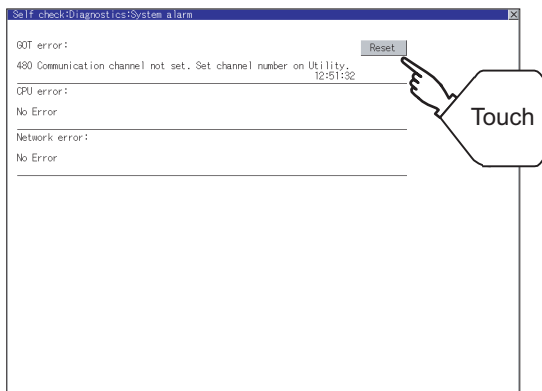 Self check:Diagnostics:System alarm
GOT error:
Reset
480 Communication channel not set. Set channel number on Utility.
12:51:32
CPU error:
No Error
Network error:
No Error
Touch